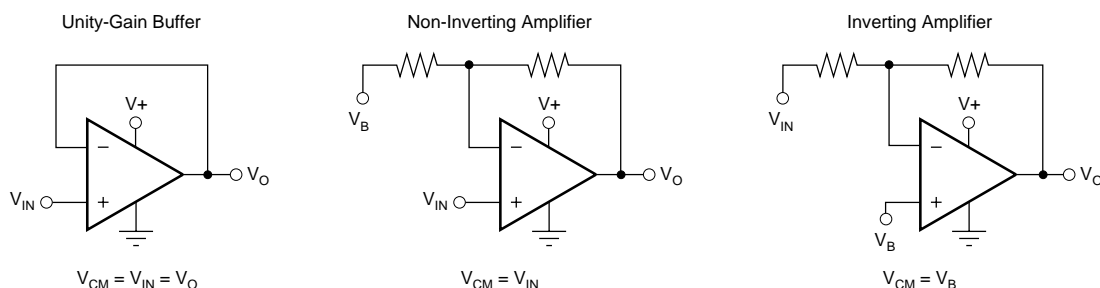 Unity-Gain Buffer
V+
−
+
V_IN
V_O
V_CM = V_IN = V_O
Non-Inverting Amplifier
V_B
V+
−
+
V_IN
V_O
V_CM = V_IN
Inverting Amplifier
V_IN
V+
−
+
V_B
V_O
V_CM = V_B